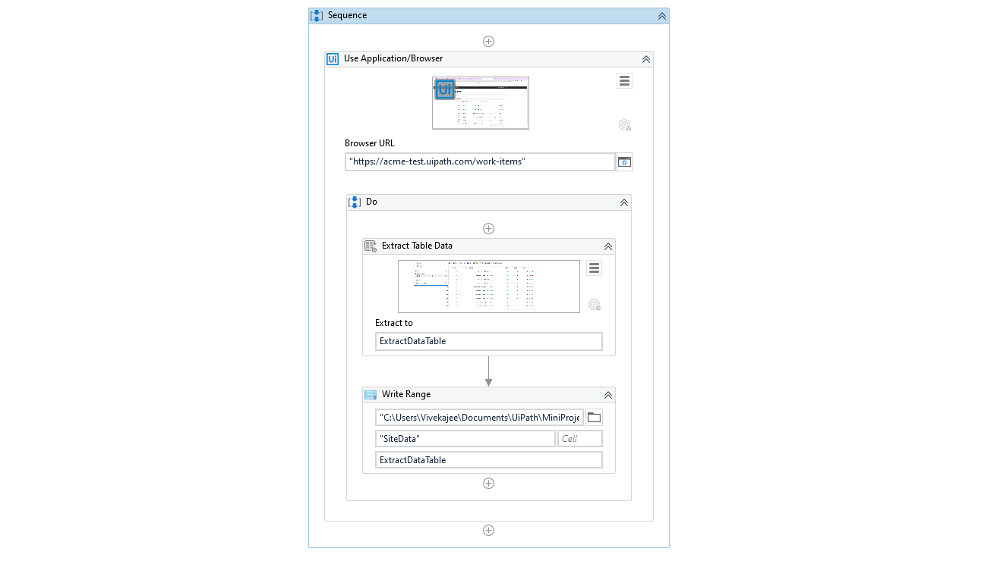 Sequence
Use Application/Browser
Ui
Browser URL
"https://acme-test.uipath.com/work-items"
Do
Extract Table Data
Extract to
ExtractDataTable
Write Range
"C:\Users\Vivekajee\Documents\UiPath\MiniProje
"SiteData"
Cell
ExtractDataTable